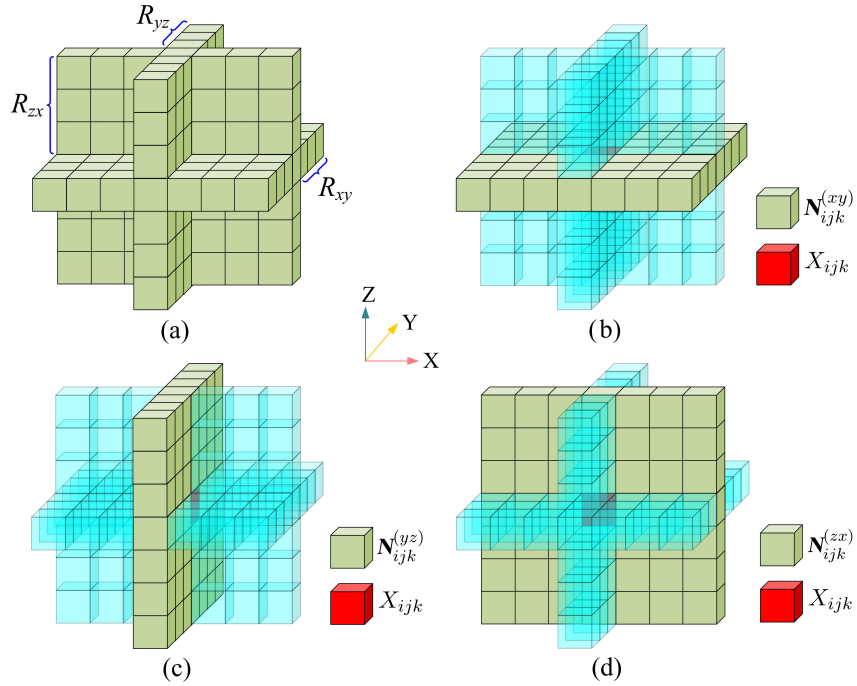 R_{yz}
R_{zx}
R_{xy}
N_{ijk}^{(xy)}
X_{ijk}
(a)
Z
Y
X
(b)
N_{ijk}^{(yz)}
X_{ijk}
N_{ijk}^{(zx)}
X_{ijk}
(c)
(d)